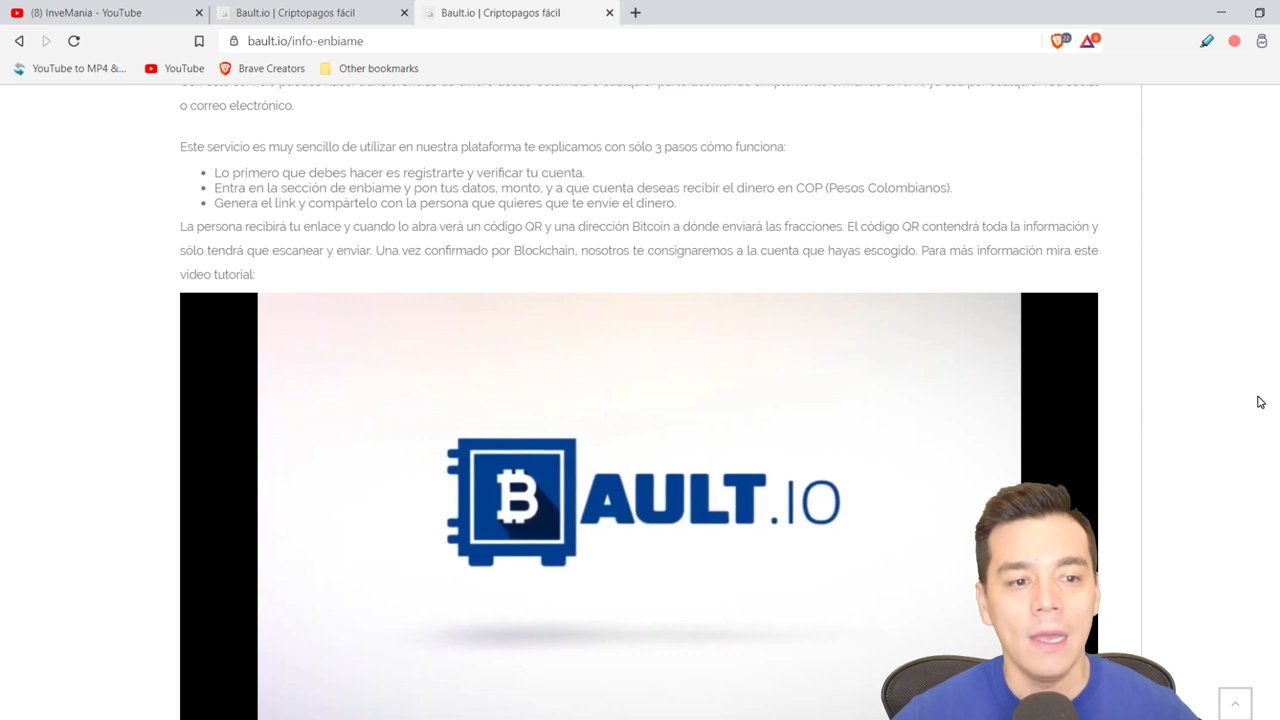 (8) InveMania - YouTube
Bault.io | Criptopagos fácil
Bault.io | Criptopagos fácil
bault.io/info-enbiame
22
8
YouTube to MP4 &...
YouTube
Brave Creators
Other bookmarks
o correo electrónico.
Este servicio es muy sencillo de utilizar en nuestra plataforma te explicamos con sólo 3 pasos cómo funciona:
Lo primero que debes hacer es registrarte y verificar tu cuenta.
Entra en la sección de enbiame y pon tus datos, monto, y a que cuenta deseas recibir el dinero en COP (Pesos Colombianos).
Genera el link y compártelo con la persona que quieres que te envie el dinero.
La persona recibirá tu enlace y cuando lo abra verá un código QR y una dirección Bitcoin a dónde enviará las fracciones. El código QR contendrá toda la información y
sólo tendrá que escanear y enviar. Una vez confirmado por Blockchain, nosotros te consignaremos a la cuenta que hayas escogido. Para más información mira este
video tutorial:
BAULT.IO